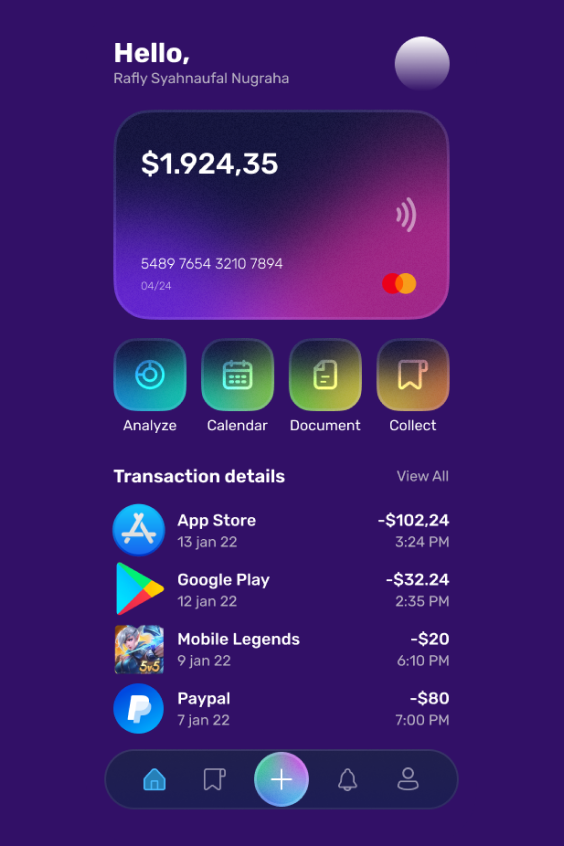 Hello,
Rafly Syahnaufal Nugraha
$1.924,35
5489 7654 3210 7894
04/24
Analyze Calendar Document Collect
Transaction details View All
App Store -$102,24
13 jan 22 3:24 PM
Google Play -$32.24
12 jan 22 2:35 PM
Mobile Legends -$20
5v5
9 jan 22 6:10 PM
Paypal -$80
7 jan 22 7:00 PM